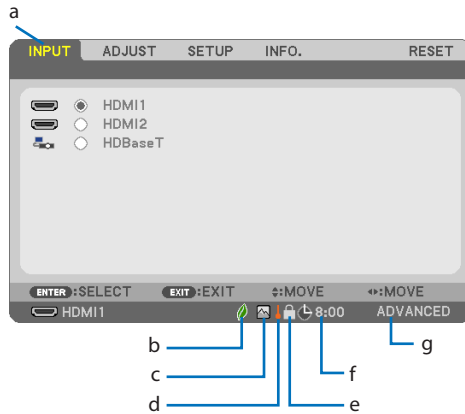 a
INPUT ADJUST SETUP INFO. RESET
HDMI1
HDMI2
HDBaseT
ENTER:SELECT EXIT:EXIT :MOVE :MOVE
HDMI1 8:00 ADVANCED
b g
c f
d e